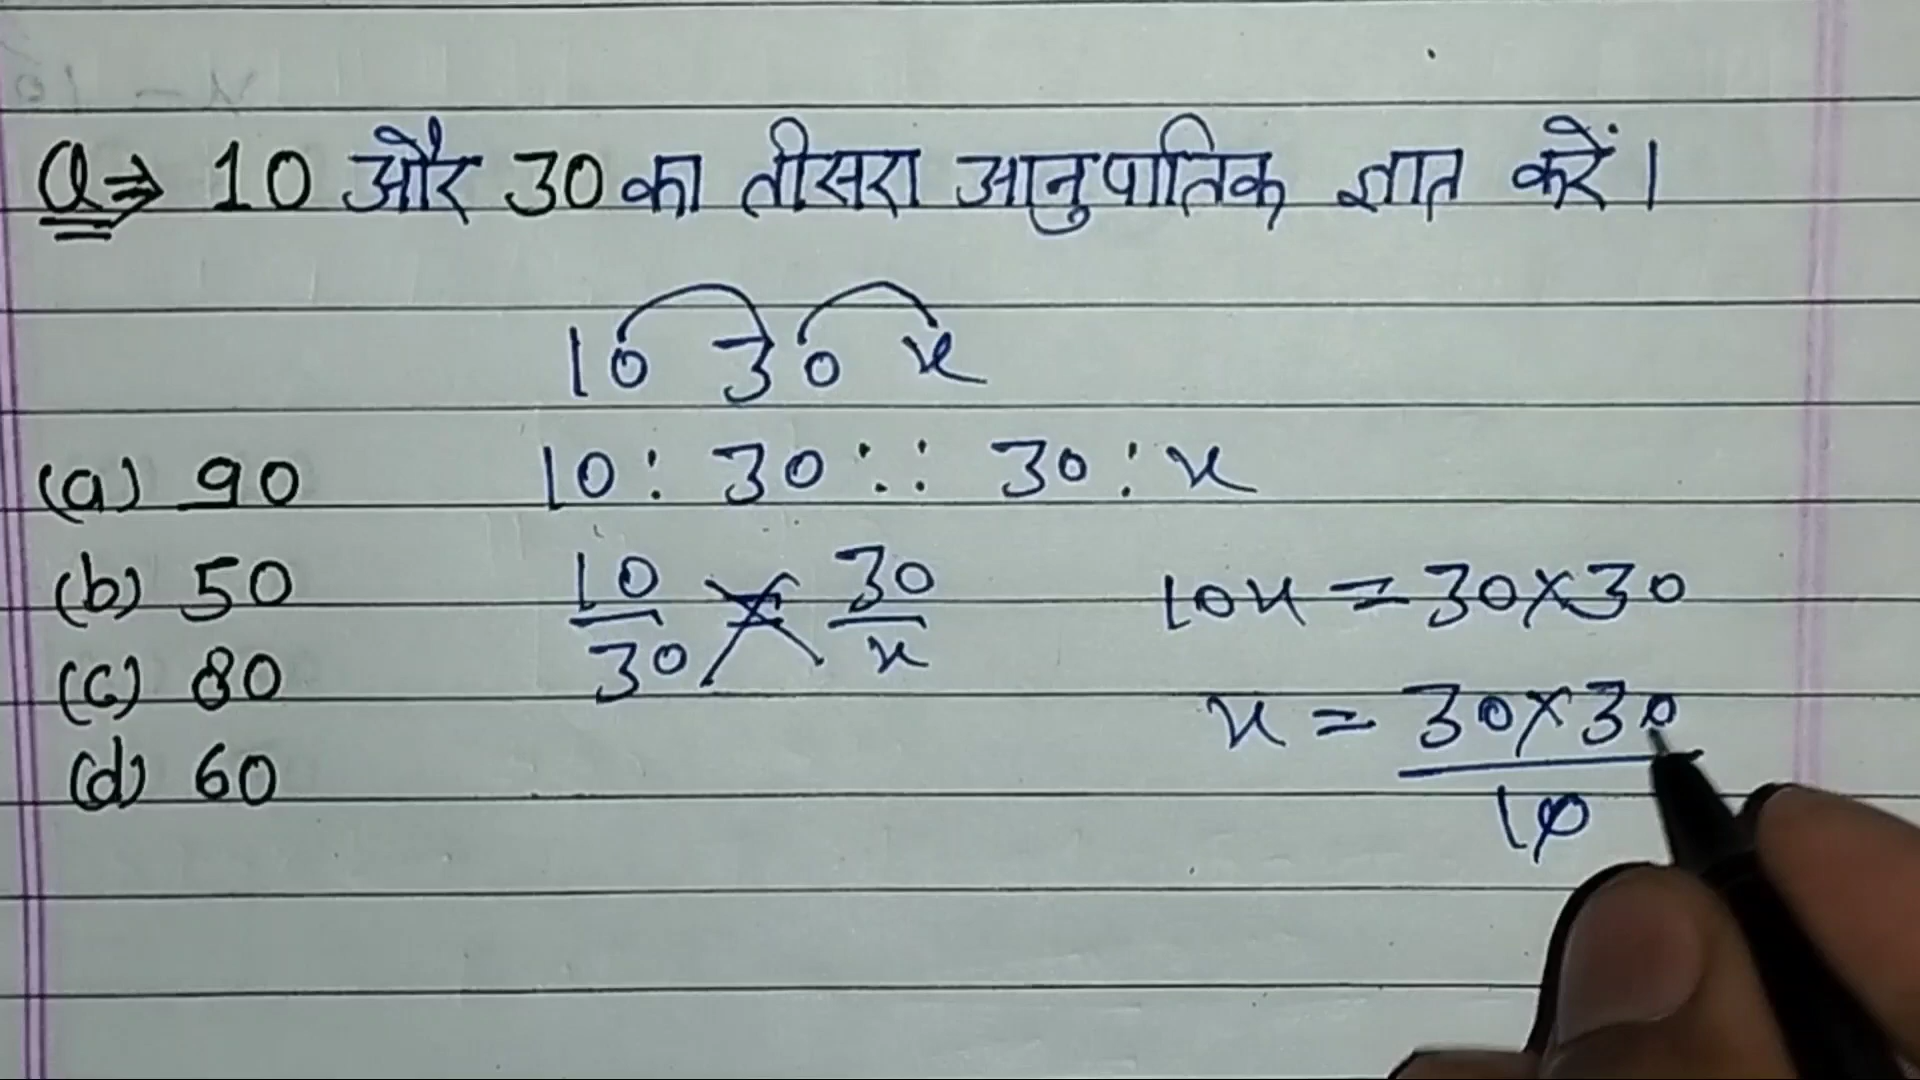 Q⇒ 10 और 30 का तीसरा आनुपातिक ज्ञात करें।
10 30 x
(a) 90
10 : 30 :: 30 : x
(b) 50
10/30 = 30/x
10x = 30×30
(c) 80
x = 30×30/10
(d) 60